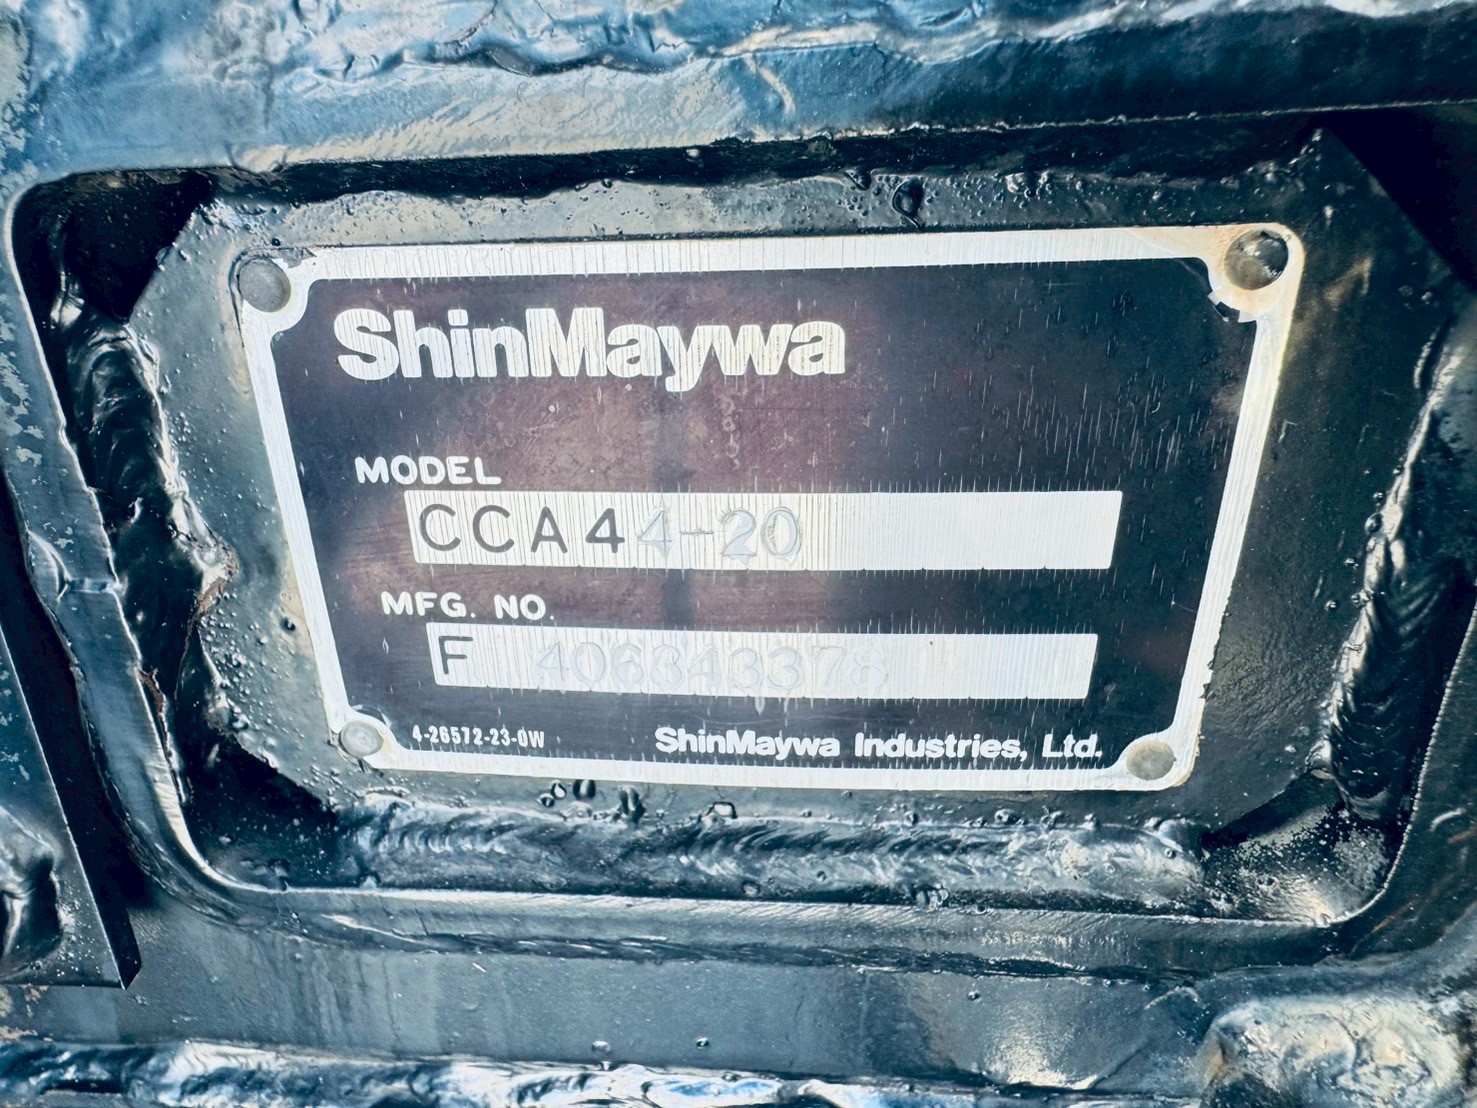 ShinMaywa
MODEL
CCA44-20
MFG. NO.
F 406343378
4-26572-23-0W ShinMaywa Industries, Ltd.